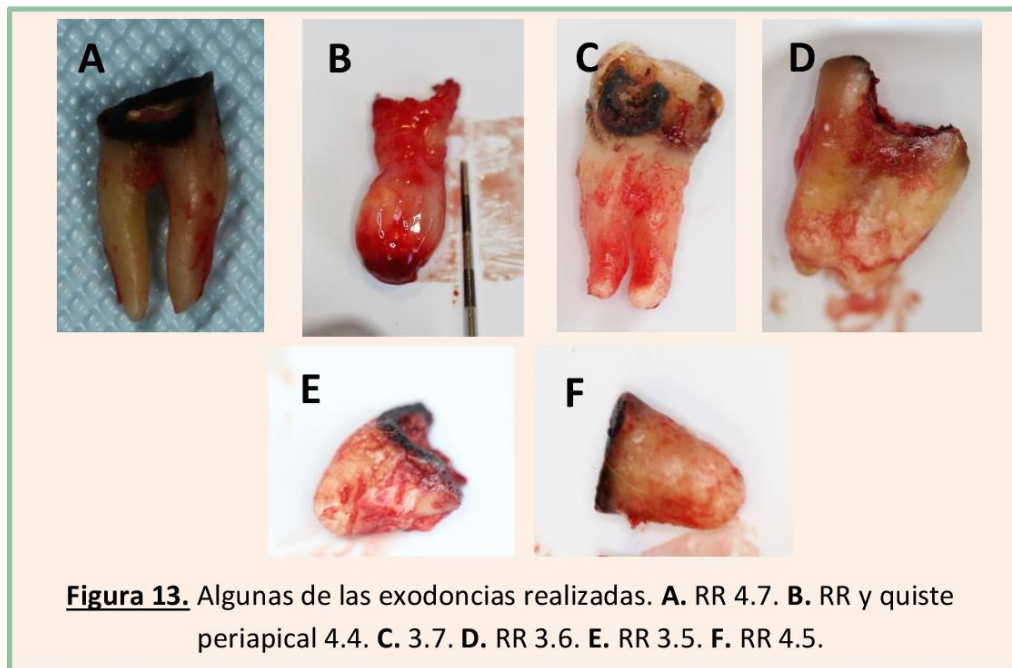 A
B
C
D
E
F
Figura 13. Algunas de las exodoncias realizadas. A. RR 4.7. B. RR y quiste
periapical 4.4. C. 3.7. D. RR 3.6. E. RR 3.5. F. RR 4.5.